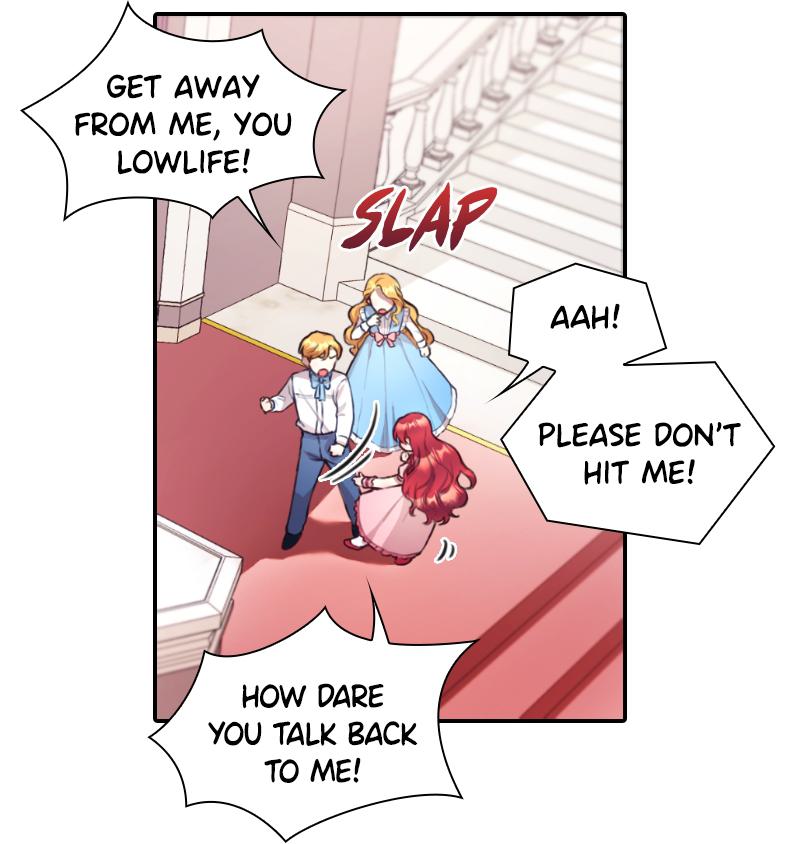 GET AWAY
FROM ME, YOU
LOWLIFE!
SLAP
AAH!
PLEASE DON'T
HIT ME!
HOW DARE
YOU TALK BACK
TO ME!